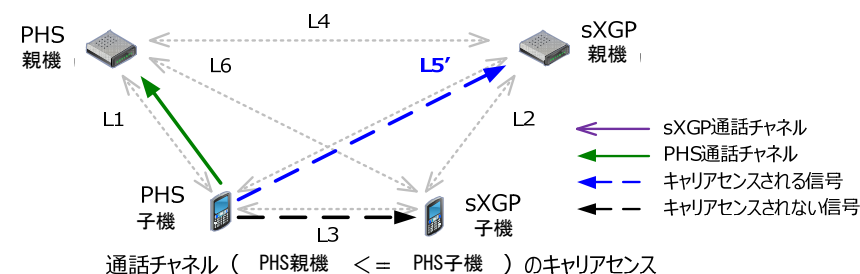 L4
PHS
親機
sXGP
親機
L6
L5′
L1
L2
sXGP通話チャネル
PHS通話チャネル
キャリアセンスされる信号
キャリアセンスされない信号
PHS
子機
sXGP
子機
L3
通話チャネル（ PHS親機 ＜＝ PHS子機 ）のキャリアセンス